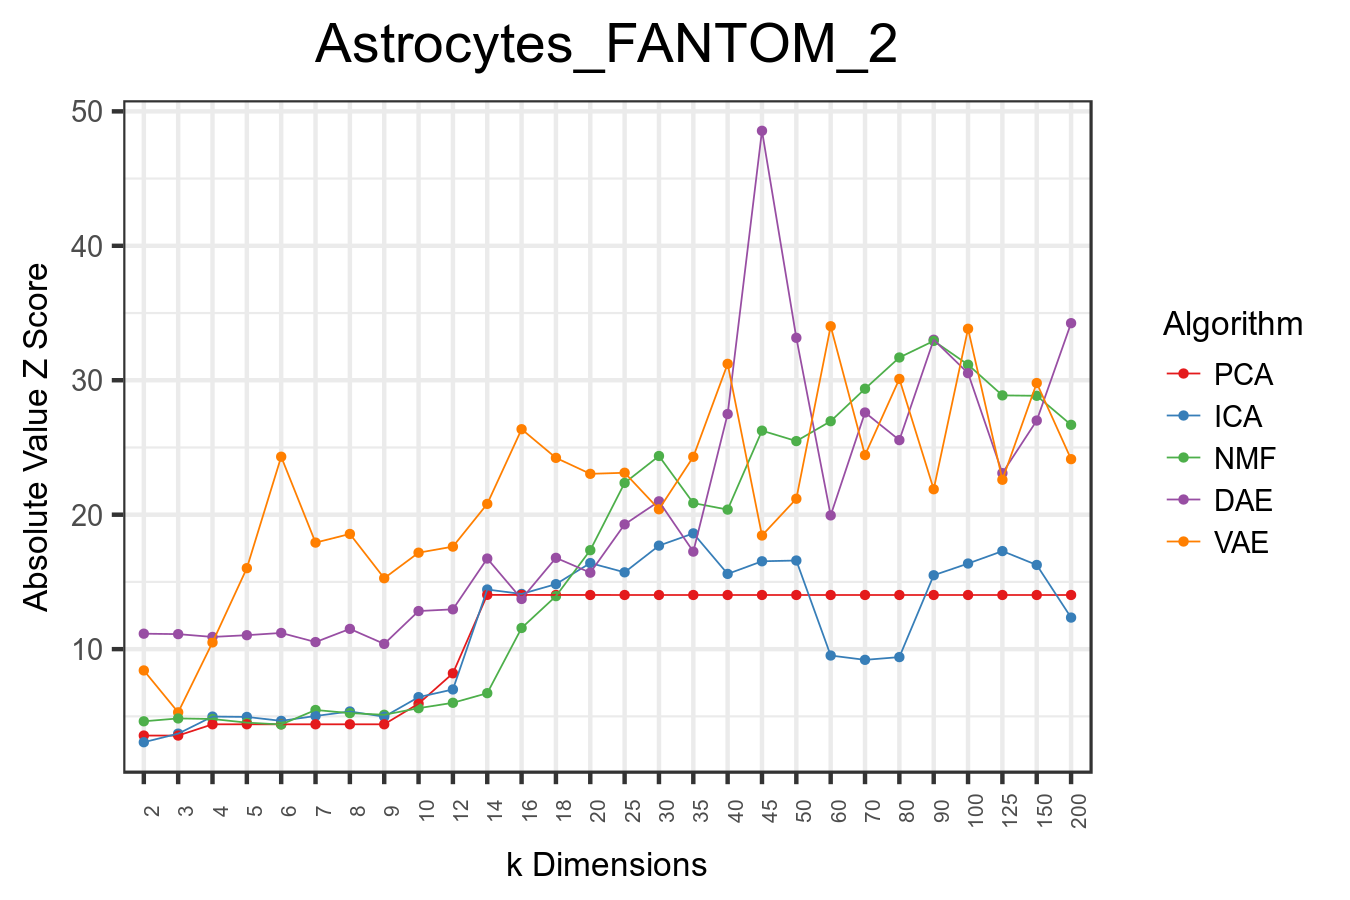 Astrocytes_FANTOM_2
Absolute Value Z Score
50
40
30
20
10
2 3 4 5 6 7 8 9 10 12 14 16 18 20 25 30 35 40 45 50 60 70 80 90 100 125 150 200
k Dimensions
Algorithm
PCA
ICA
NMF
DAE
VAE